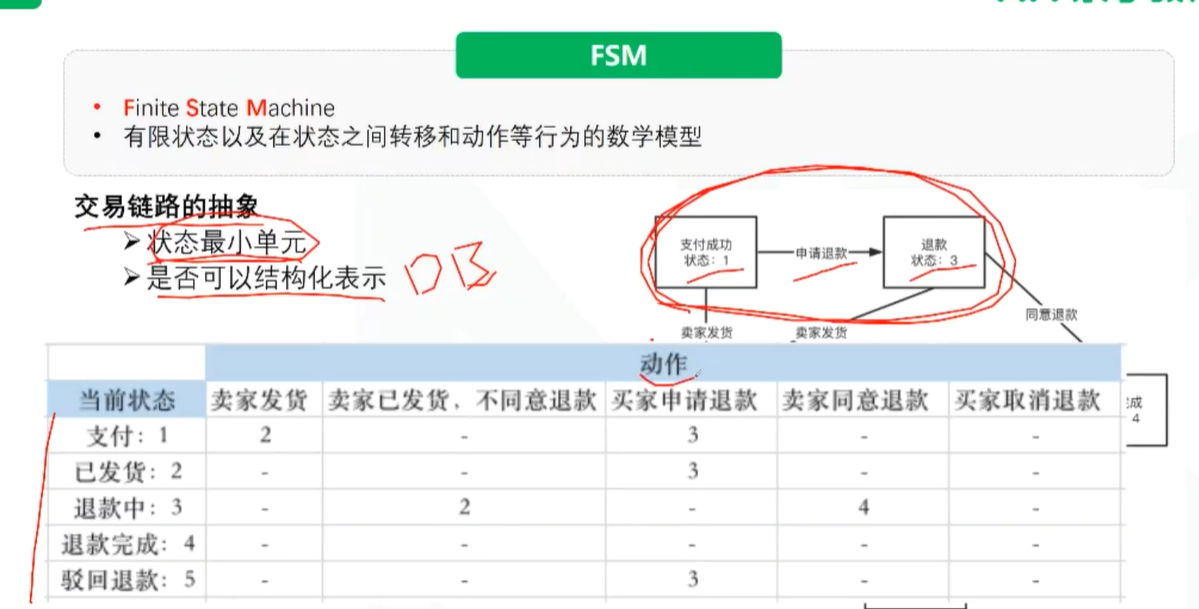 FSM
• Finite State Machine
• 有限状态以及在状态之间转移和动作等行为的数学模型
交易链路的抽象
➤状态最小单元
➤是否可以结构化表示 DB
支付成功
状态：1
申请退款
退款
状态：3
同意退款
卖家发货 卖家发货
动作
当前状态 卖家发货 卖家已发货，不同意退款 买家申请退款 卖家同意退款 买家取消退款
支付：1 2 - 3 - -
已发货：2 - - 3 - -
退款中：3 - 2 - 4 -
退款完成：4 - - - - -
驳回退款：5 - - 3 - -
成
4